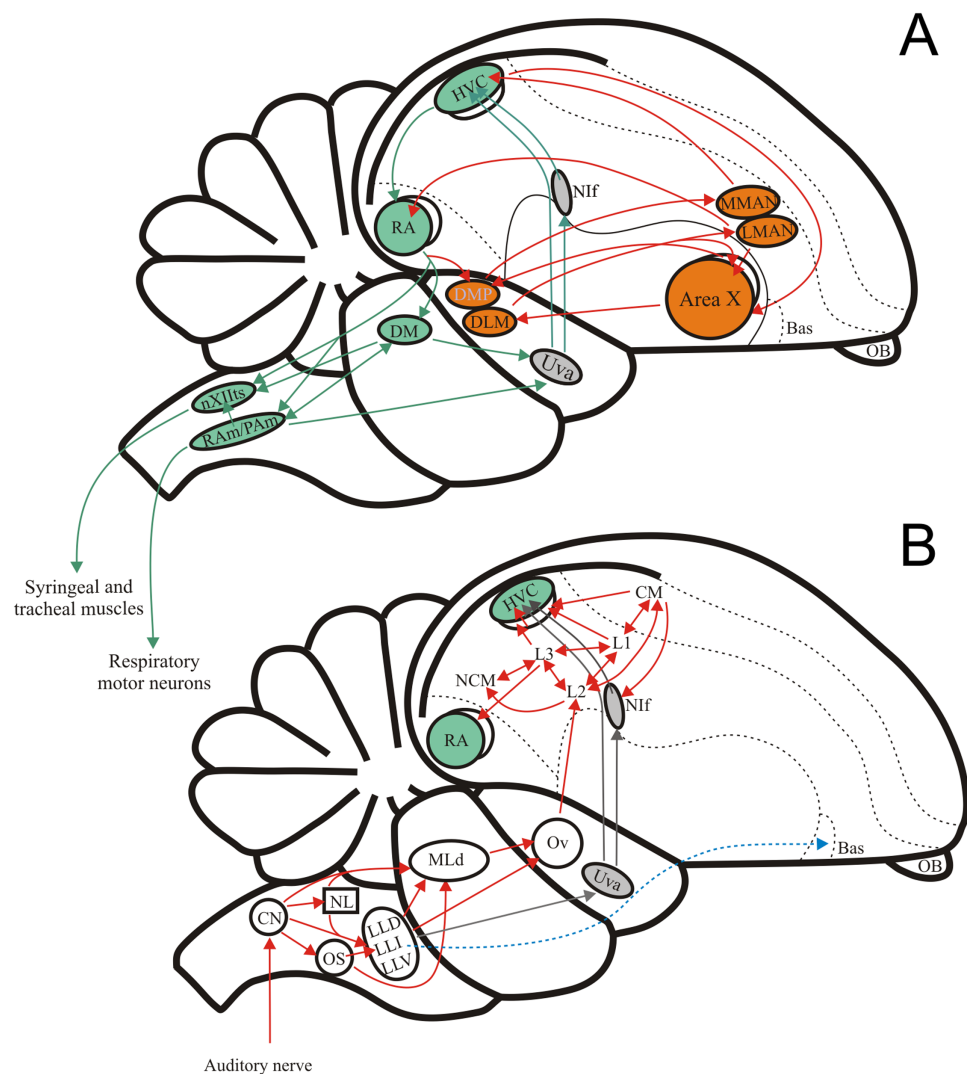 A
HVC
NIf
MMAN
LMAN
RA
DMP
DLM
Area X
Bas
OB
DM
Uva
nXIIts
RAm/PAm
Syringeal and
tracheal muscles
Respiratory
motor neurons
B
HVC
CM
L1
L3
NCM
L2
NIf
RA
Ov
MLd
Bas
OB
Uva
NL
CN
LLD
LLI
LLV
OS
Auditory nerve